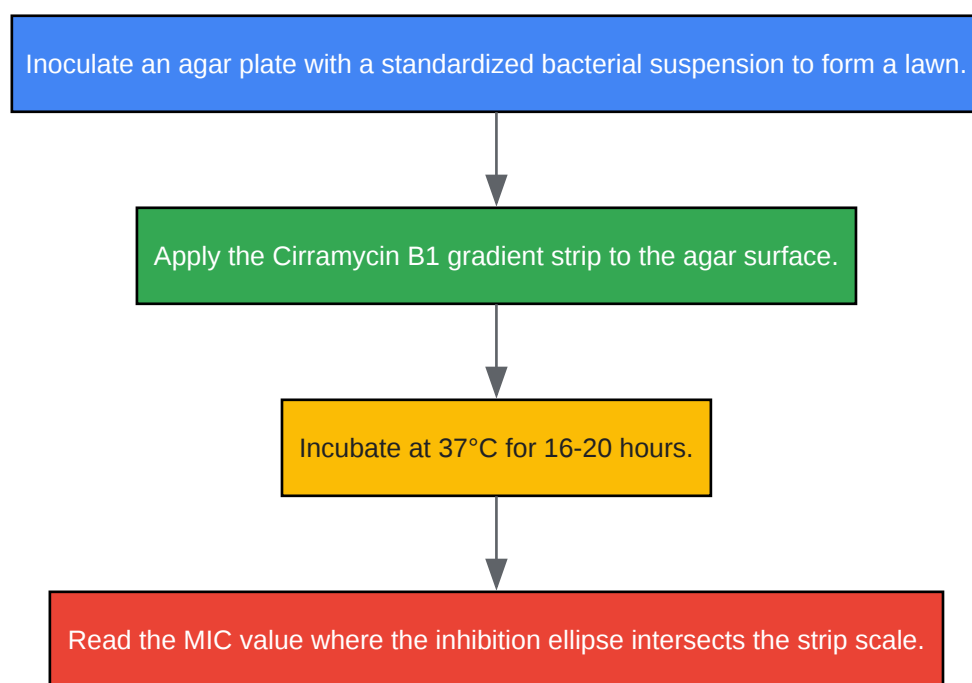 Inoculate an agar plate with a standardized bacterial suspension to form a lawn.
Apply the Cirramycin B1 gradient strip to the agar surface.
Incubate at 37°C for 16-20 hours.
Read the MIC value where the inhibition ellipse intersects the strip scale.